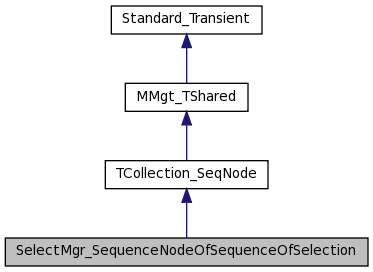 Standard_Transient
MMgt_TShared
TCollection_SeqNode
SelectMgr_SequenceNodeOfSequenceOfSelection